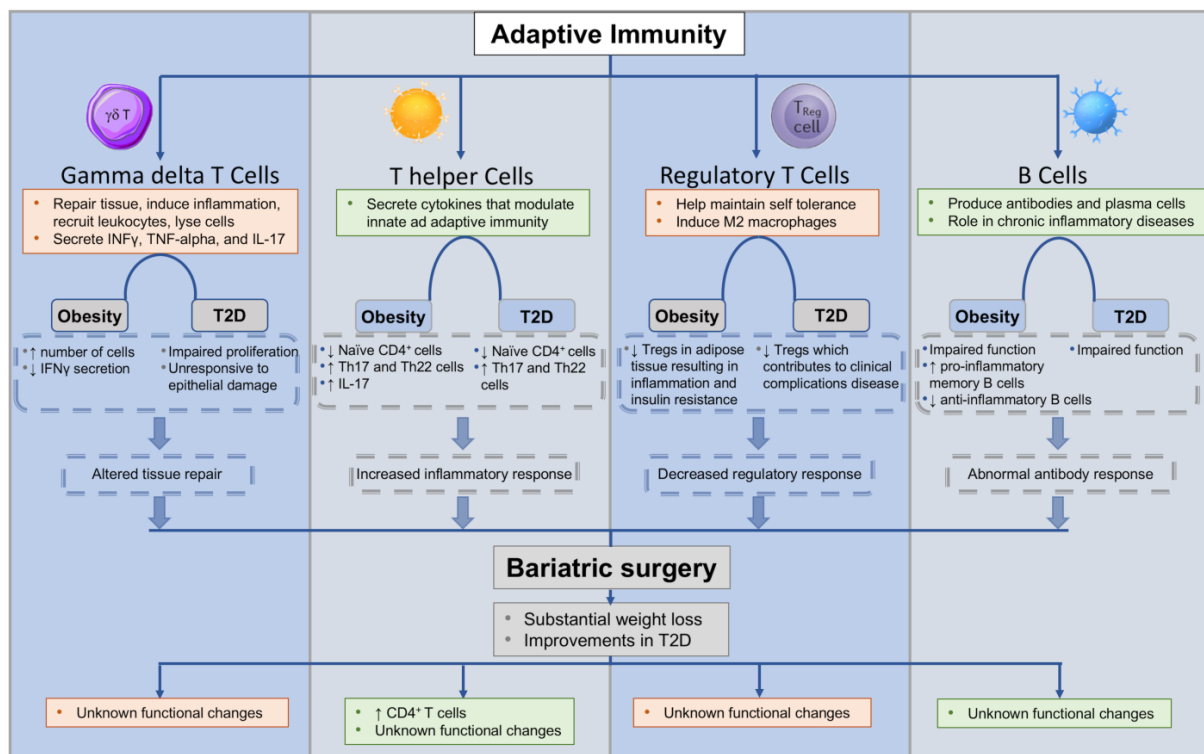 Adaptive Immunity
γδ T
TReg
cell
Gamma delta T Cells
• Repair tissue, induce inflammation,
recruit leukocytes, lyse cells
• Secrete INFγ, TNF-alpha, and IL-17
Obesity
T2D
• ↑ number of cells
• ↓ IFNγ secretion
• Impaired proliferation
• Unresponsive to
epithelial damage
Altered tissue repair
T helper Cells
• Secrete cytokines that modulate
innate ad adaptive immunity
Obesity
T2D
• ↓ Naïve CD4⁺ cells
• ↑ Th17 and Th22 cells
• ↑ IL-17
• ↓ Naïve CD4⁺ cells
• ↑ Th17 and Th22
cells
Increased inflammatory response
Regulatory T Cells
• Help maintain self tolerance
• Induce M2 macrophages
Obesity
T2D
• ↓ Tregs in adipose
tissue resulting in
inflammation and
insulin resistance
• ↓ Tregs which
contributes to clinical
complications disease
Decreased regulatory response
B Cells
• Produce antibodies and plasma cells
• Role in chronic inflammatory diseases
Obesity
T2D
• Impaired function
• ↑ pro-inflammatory
memory B cells
• ↓ anti-inflammatory B cells
• Impaired function
Abnormal antibody response
Bariatric surgery
• Substantial weight loss
• Improvements in T2D
• Unknown functional changes
• ↑ CD4⁺ T cells
• Unknown functional changes
• Unknown functional changes
• Unknown functional changes